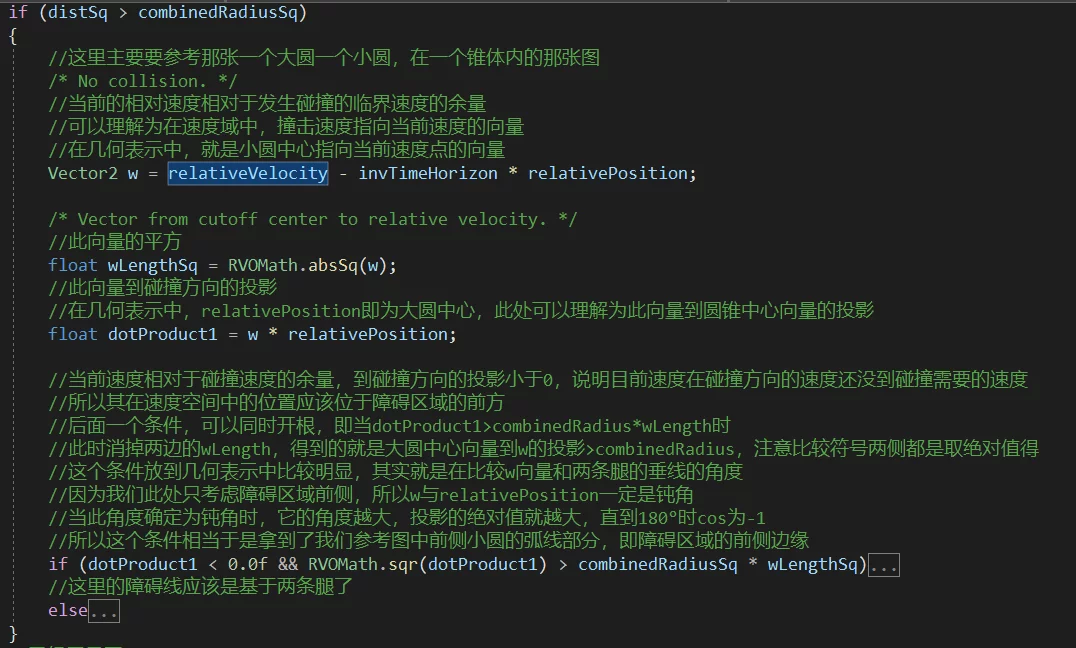 if (distSq > combinedRadiusSq)
{
//这里主要要参考那张一个大圆一个小圆，在一个锥体内的那张图
/* No collision. */
//当前的相对速度相对于发生碰撞的临界速度的余量
//可以理解为在速度域中，撞击速度指向当前速度的向量
//在几何表示中，就是小圆中心指向当前速度点的向量
Vector2 w = relativeVelocity - invTimeHorizon * relativePosition;
/* Vector from cutoff center to relative velocity. */
//此向量的平方
float wLengthSq = RVOMath.absSq(w);
//此向量到碰撞方向的投影
//在几何表示中，relativePosition即为大圆中心，此处可以理解为此向量到圆锥中心向量的投影
float dotProduct1 = w * relativePosition;
//当前速度相对于碰撞速度的余量，到碰撞方向的投影小于0，说明目前速度在碰撞方向的速度还没到碰撞需要的速度
//所以其在速度空间中的位置应该位于障碍区域的前方
//后面一个条件，可以同时开根，即当dotProduct1>combinedRadius*wLength时
//此时消掉两边的wLength，得到的就是大圆中心向量到w的投影>combinedRadius，注意比较符号两侧都是取绝对值得
//这个条件放到几何表示中比较明显，其实就是在比较w向量和两条腿的垂线的角度
//因为我们此处只考虑障碍区域前侧，所以w与relativePosition一定是钝角
//当此角度确定为钝角时，它的角度越大，投影的绝对值就越大，直到180°时cos为-1
//所以这个条件相当于是拿到了我们参考图中前侧小圆的弧线部分，即障碍区域的前侧边缘
if (dotProduct1 < 0.0f && RVOMath.sqr(dotProduct1) > combinedRadiusSq * wLengthSq)...
//这里的障碍线应该是基于两条腿了
else...
}